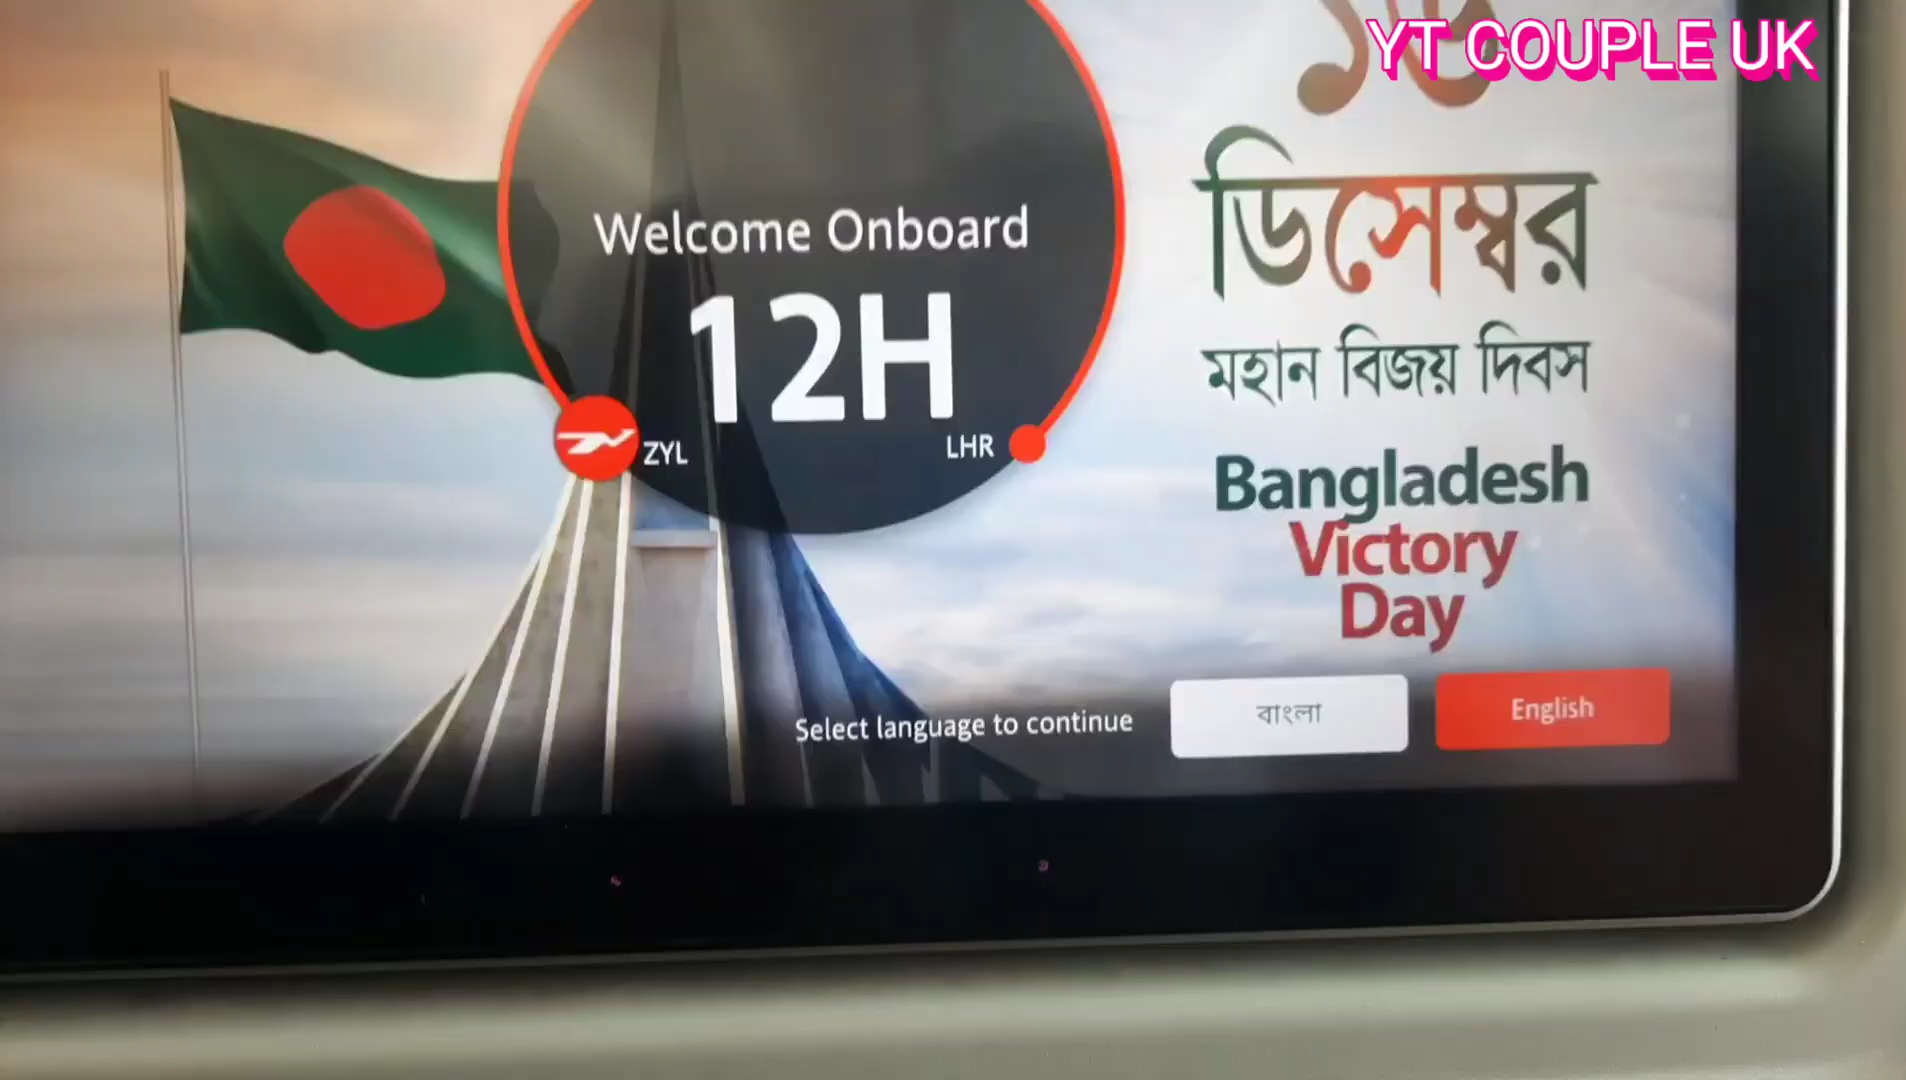 YT COUPLE UK
১৬
ডিসেম্বর
মহান বিজয় দিবস
Bangladesh
Victory
Day
Welcome Onboard
12H
ZYL
LHR
Select language to continue
বাংলা
English